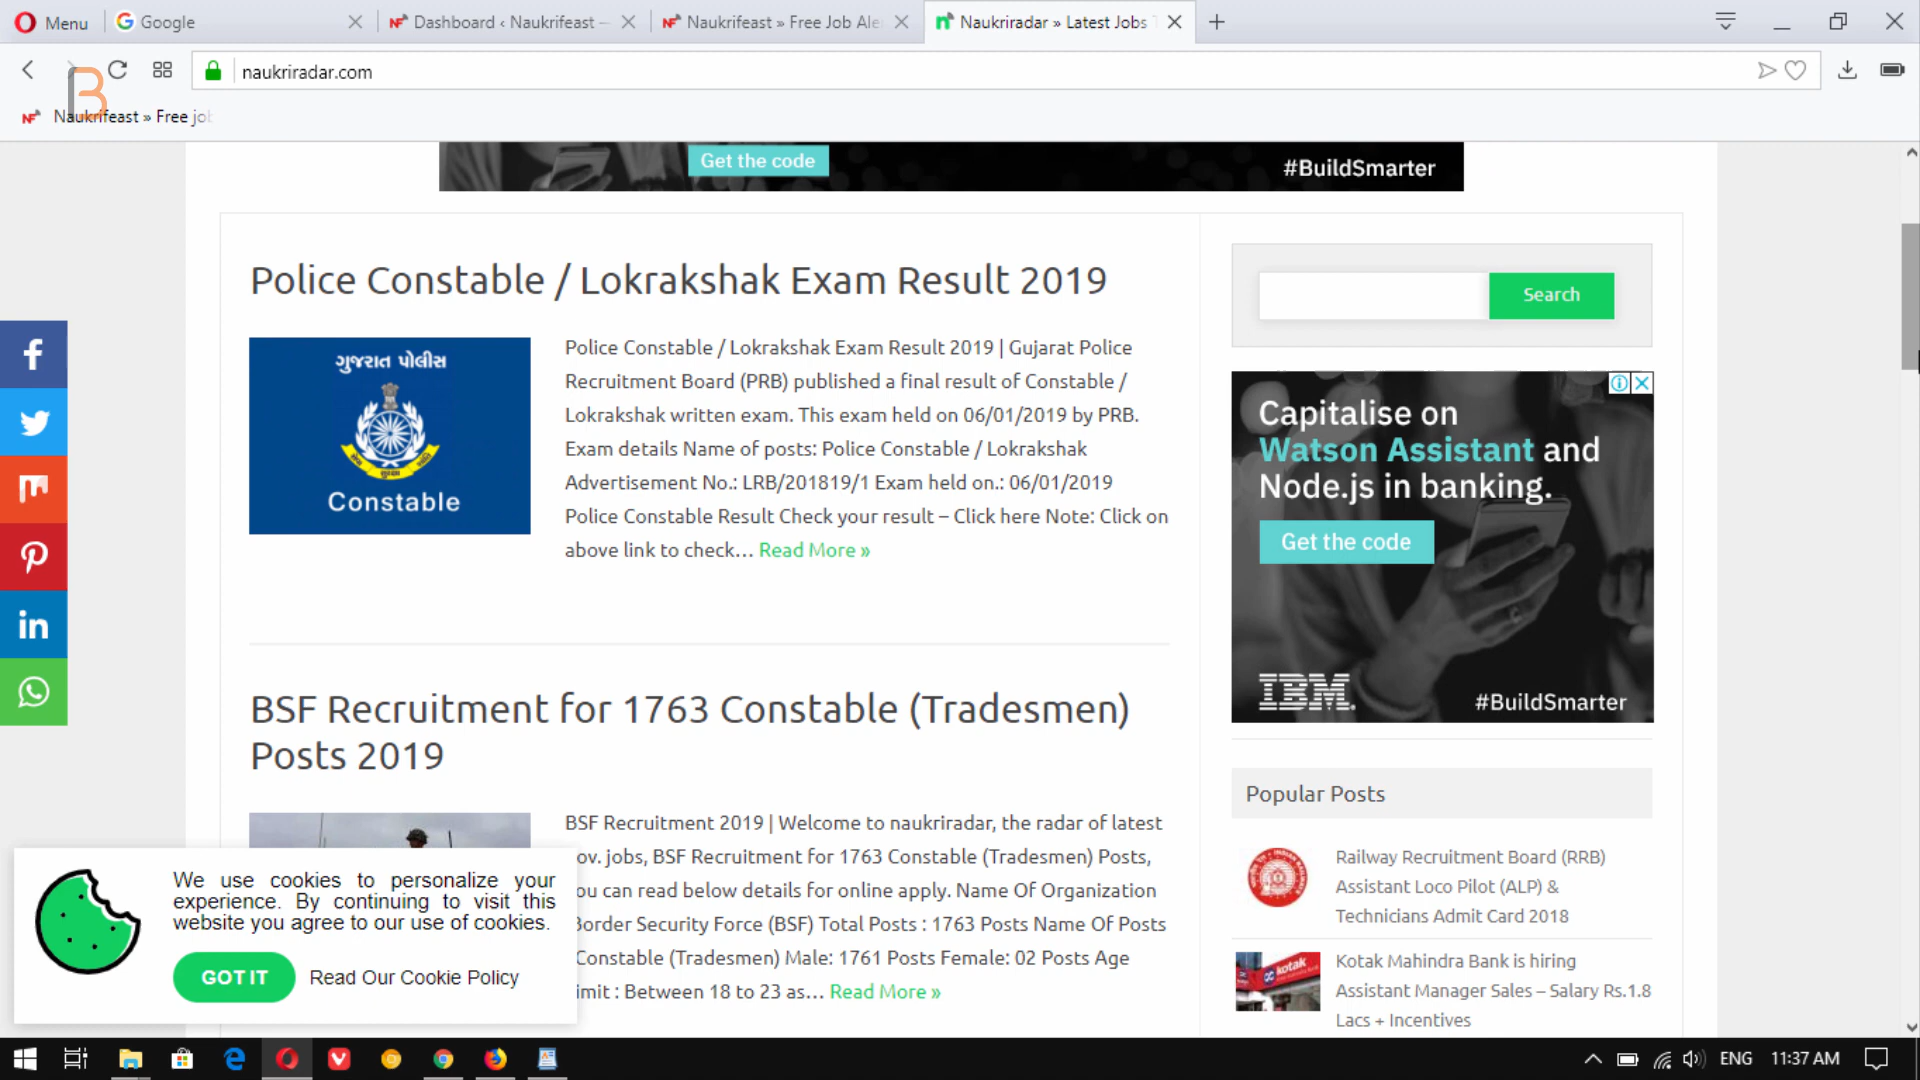 Menu
Google
Dashboard ‹ Naukrifeast –
Naukrifeast » Free Job Ale
Naukriradar » Latest Jobs T
naukriradar.com
Naukrifeast » Free job
Get the code
#BuildSmarter
Police Constable / Lokrakshak Exam Result 2019
ગુજરાત પોલીસ
Constable
Police Constable / Lokrakshak Exam Result 2019 | Gujarat Police
Recruitment Board (PRB) published a final result of Constable /
Lokrakshak written exam. This exam held on 06/01/2019 by PRB.
Exam details Name of posts: Police Constable / Lokrakshak
Advertisement No.: LRB/201819/1 Exam held on.: 06/01/2019
Police Constable Result Check your result – Click here Note: Click on
above link to check… Read More »
Search
Capitalise on
Watson Assistant and
Node.js in banking.
Get the code
IBM.
#BuildSmarter
BSF Recruitment for 1763 Constable (Tradesmen)
Posts 2019
BSF Recruitment 2019 | Welcome to naukriradar, the radar of latest
ov. jobs, BSF Recruitment for 1763 Constable (Tradesmen) Posts,
ou can read below details for online apply. Name Of Organization
Border Security Force (BSF) Total Posts : 1763 Posts Name Of Posts
Constable (Tradesmen) Male: 1761 Posts Female: 02 Posts Age
imit : Between 18 to 23 as… Read More »
Popular Posts
Railway Recruitment Board (RRB)
Assistant Loco Pilot (ALP) &
Technicians Admit Card 2018
kotak
Kotak Mahindra Bank is hiring
Assistant Manager Sales – Salary Rs.1.8
Lacs + Incentives
We use cookies to personalize your
experience. By continuing to visit this
website you agree to our use of cookies.
GOT IT
Read Our Cookie Policy
ENG
11:37 AM